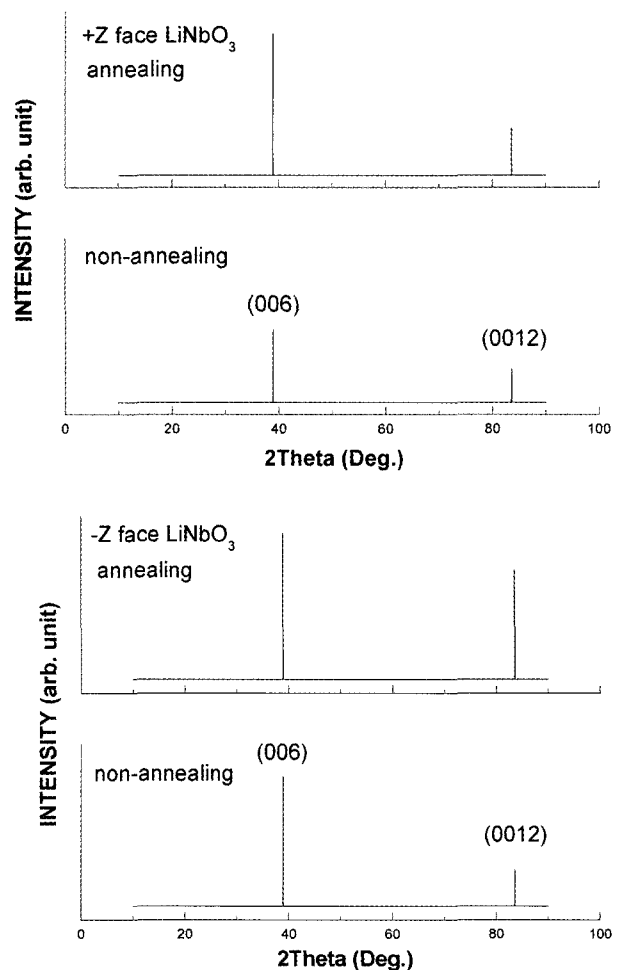 +Z face LiNbO₃
annealing
INTENSITY (arb. unit)
non-annealing
(006)
(0012)
0 20 40 60 80 100
2Theta (Deg.)
-Z face LiNbO₃
annealing
INTENSITY (arb. unit)
non-annealing
(006)
(0012)
0 20 40 60 80 100
2Theta (Deg.)